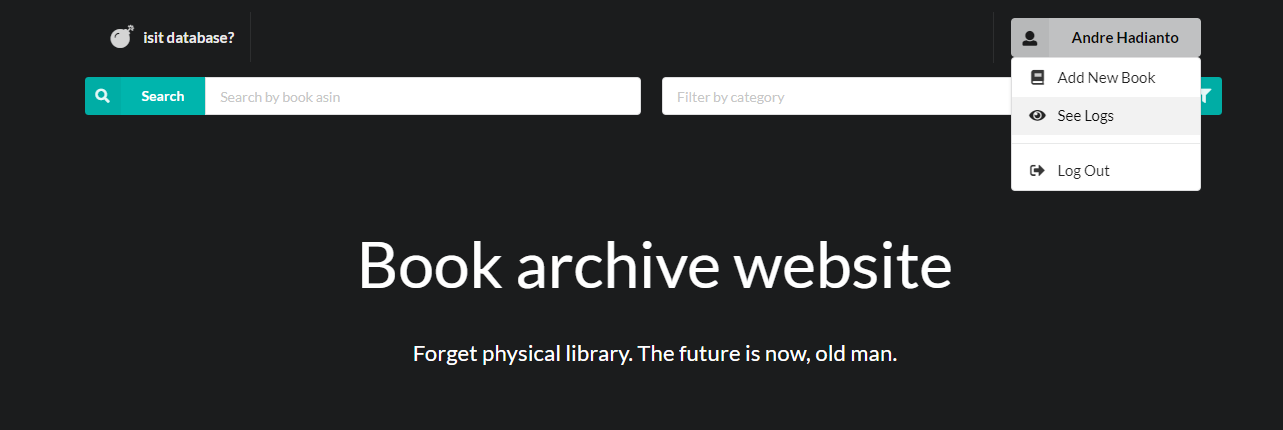 isit database?
Andre Hadianto
Search
Search by book asin
Filter by category
Add New Book
See Logs
Log Out
Book archive website
Forget physical library. The future is now, old man.